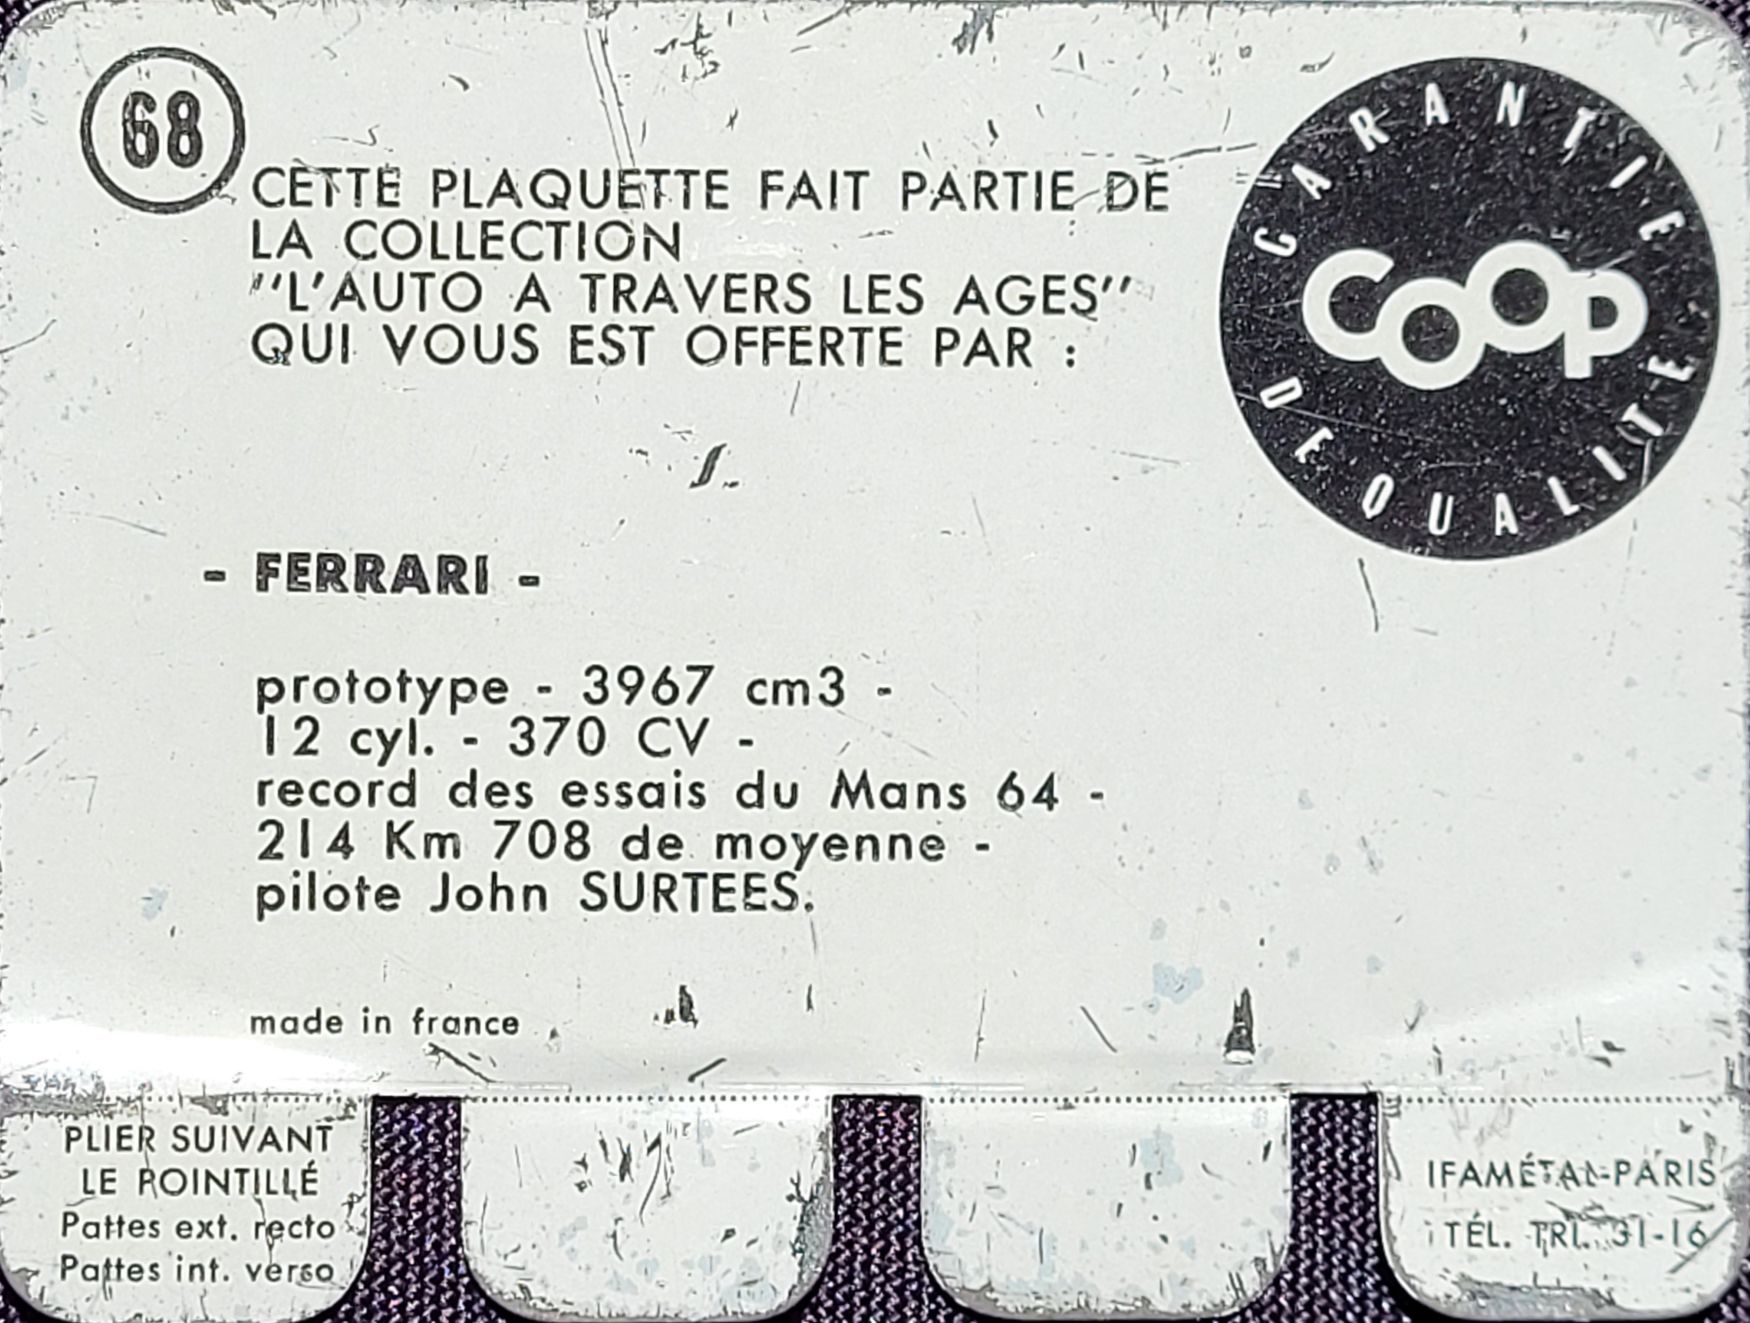 68
CETTE PLAQUETTE FAIT PARTIE DE
LA COLLECTION
"L'AUTO A TRAVERS LES AGES"
QUI VOUS EST OFFERTE PAR :
GARANTIE
COOP
DE QUALITE
- FERRARI -
prototype - 3967 cm3 -
12 cyl. - 370 CV -
record des essais du Mans 64 -
214 Km 708 de moyenne -
pilote John SURTEES.
made in france
PLIER SUIVANT
LE POINTILLÉ
Pattes ext. recto
Pattes int. verso
IFAMÉTAL-PARIS
TÉL. TRI. 31-16